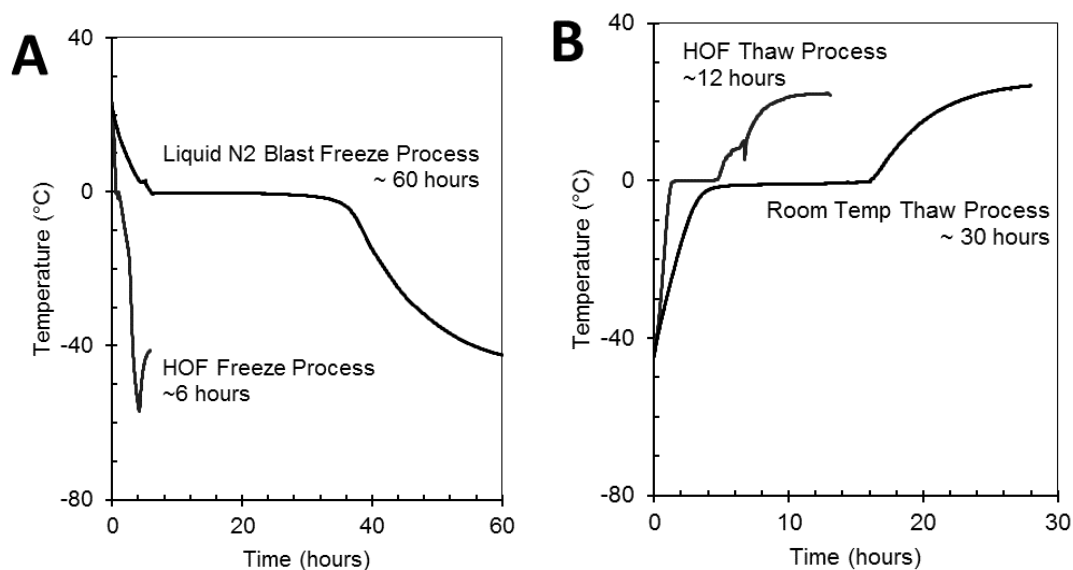 A
40
0
-40
-80
Temperature (°C)
Liquid N2 Blast Freeze Process
~ 60 hours
HOF Freeze Process
~6 hours
0
20
40
60
Time (hours)
B
40
0
-40
-80
Temperature (°C)
HOF Thaw Process
~12 hours
Room Temp Thaw Process
~ 30 hours
0
10
20
30
Time (hours)